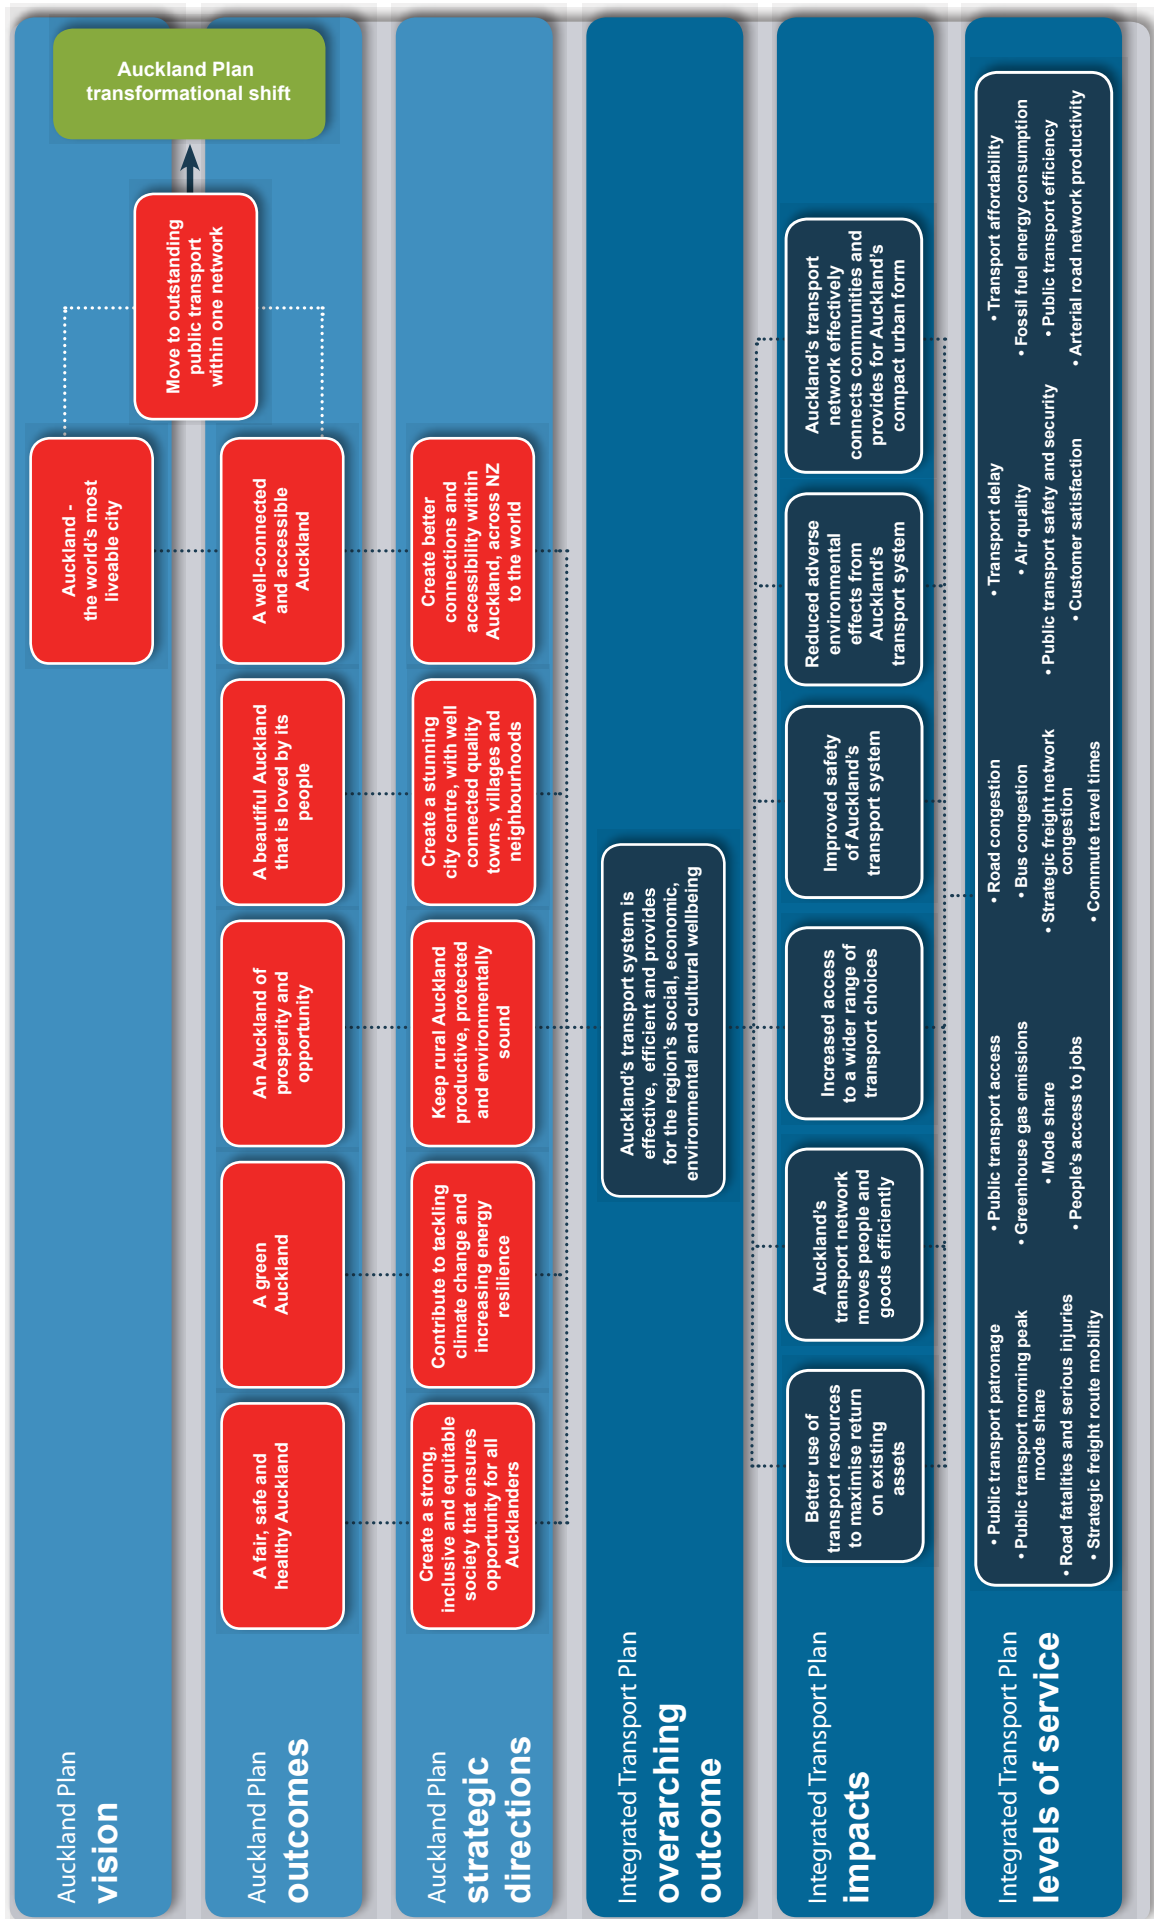 Auckland Plan
vision
Auckland -
the world's most
liveable city
Move to outstanding
public transport
within one network
Auckland Plan
transformational shift
Auckland Plan
outcomes
A fair, safe and
healthy Auckland
A green
Auckland
An Auckland of
prosperity and
opportunity
A beautiful Auckland
that is loved by its
people
A well-connected
and accessible
Auckland
Auckland Plan
strategic
directions
Create a strong,
inclusive and equitable
society that ensures
opportunity for all
Aucklanders
Contribute to tackling
climate change and
increasing energy
resilience
Keep rural Auckland
productive, protected
and environmentally
sound
Create a stunning
city centre, with well
connected quality
towns, villages and
neighbourhoods
Create better
connections and
accessibility within
Auckland, across NZ
to the world
Integrated Transport Plan
overarching
outcome
Auckland's transport system is
effective, efficient and provides
for the region's social, economic,
environmental and cultural wellbeing
Integrated Transport Plan
impacts
Better use of
transport resources
to maximise return
on existing
assets
Auckland's
transport network
moves people and
goods efficiently
Increased access
to a wider range of
transport choices
Improved safety
of Auckland's
transport system
Reduced adverse
environmental
effects from
Auckland's
transport system
Auckland's transport
network effectively
connects communities and
provides for Auckland's
compact urban form
Integrated Transport Plan
levels of service
• Public transport patronage
• Public transport morning peak
mode share
• Road fatalities and serious injuries
• Strategic freight route mobility
• Public transport access
• Greenhouse gas emissions
• Mode share
• People's access to jobs
• Road congestion
• Bus congestion
• Strategic freight network
congestion
• Commute travel times
• Transport delay
• Air quality
• Public transport safety and security
• Customer satisfaction
• Transport affordability
• Fossil fuel energy consumption
• Public transport efficiency
• Arterial road network productivity